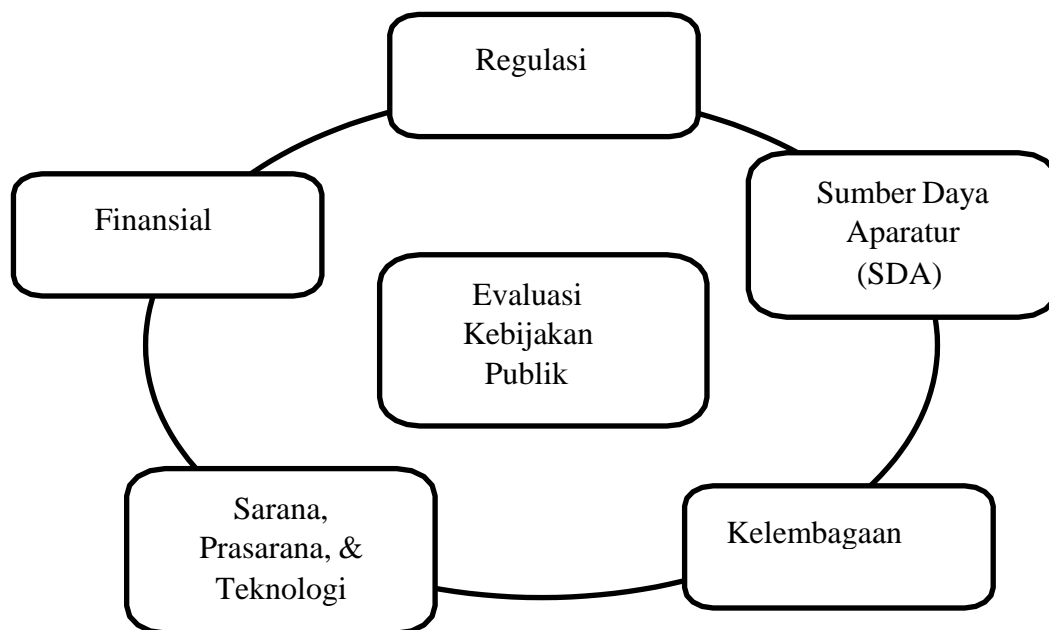 Regulasi
Finansial
Sumber Daya
Aparatur
(SDA)
Evaluasi
Kebijakan
Publik
Sarana,
Prasarana, &
Teknologi
Kelembagaan